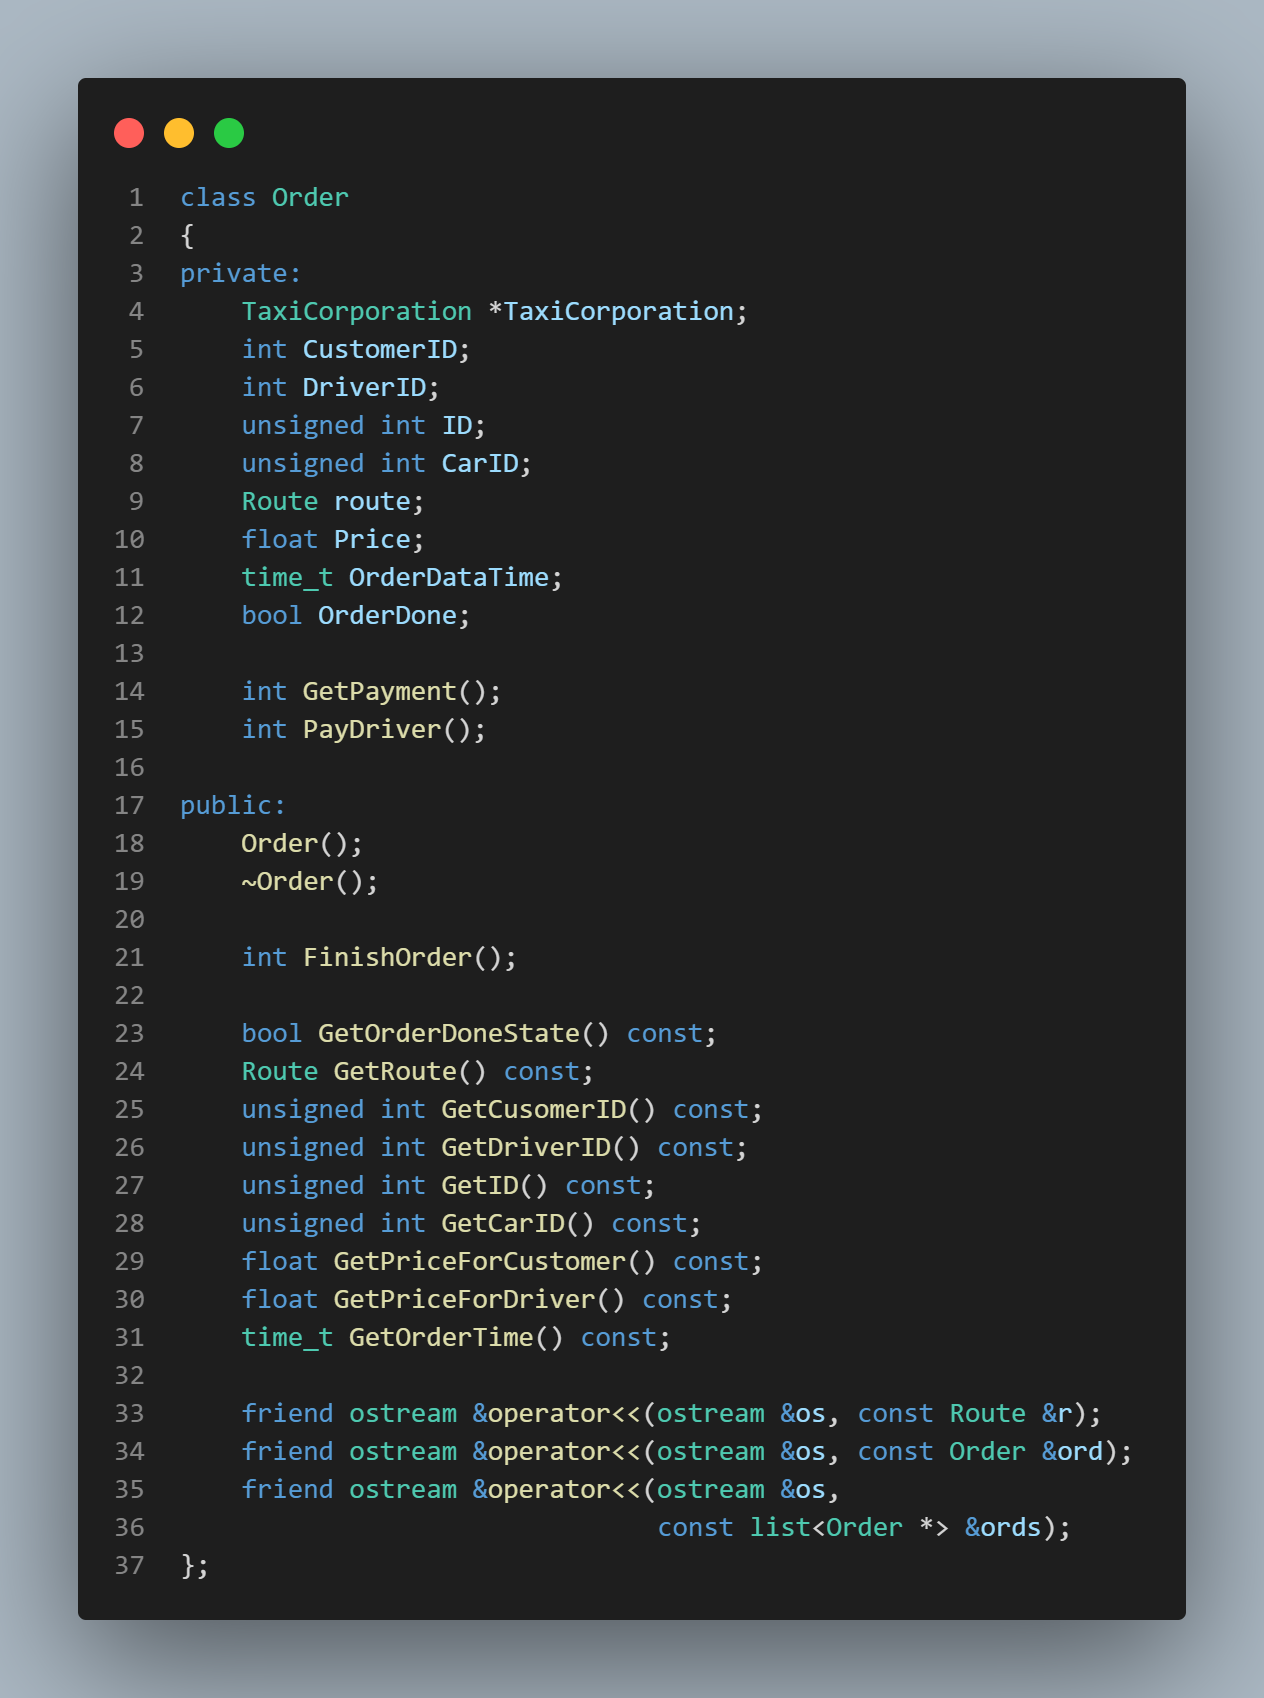 1 class Order
2 {
3 private:
4     TaxiCorporation *TaxiCorporation;
5     int CustomerID;
6     int DriverID;
7     unsigned int ID;
8     unsigned int CarID;
9     Route route;
10     float Price;
11     time_t OrderDataTime;
12     bool OrderDone;
13
14     int GetPayment();
15     int PayDriver();
16
17 public:
18     Order();
19     ~Order();
20
21     int FinishOrder();
22
23     bool GetOrderDoneState() const;
24     Route GetRoute() const;
25     unsigned int GetCusomerID() const;
26     unsigned int GetDriverID() const;
27     unsigned int GetID() const;
28     unsigned int GetCarID() const;
29     float GetPriceForCustomer() const;
30     float GetPriceForDriver() const;
31     time_t GetOrderTime() const;
32
33     friend ostream &operator<<(ostream &os, const Route &r);
34     friend ostream &operator<<(ostream &os, const Order &ord);
35     friend ostream &operator<<(ostream &os,
36                                const list<Order *> &ords);
37 };